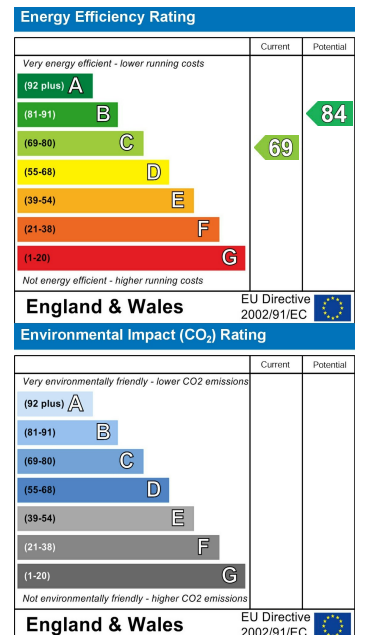 Energy Efficiency Rating
Current Potential
Very energy efficient - lower running costs
(92 plus) A
(81-91) B 84
(69-80) C 69
(55-68) D
(39-54) E
(21-38) F
(1-20) G
Not energy efficient - higher running costs
England & Wales EU Directive 2002/91/EC
Environmental Impact (CO₂) Rating
Current Potential
Very environmentally friendly - lower CO2 emissions
(92 plus) A
(81-91) B
(69-80) C
(55-68) D
(39-54) E
(21-38) F
(1-20) G
Not environmentally friendly - higher CO2 emissions
England & Wales EU Directive 2002/91/EC